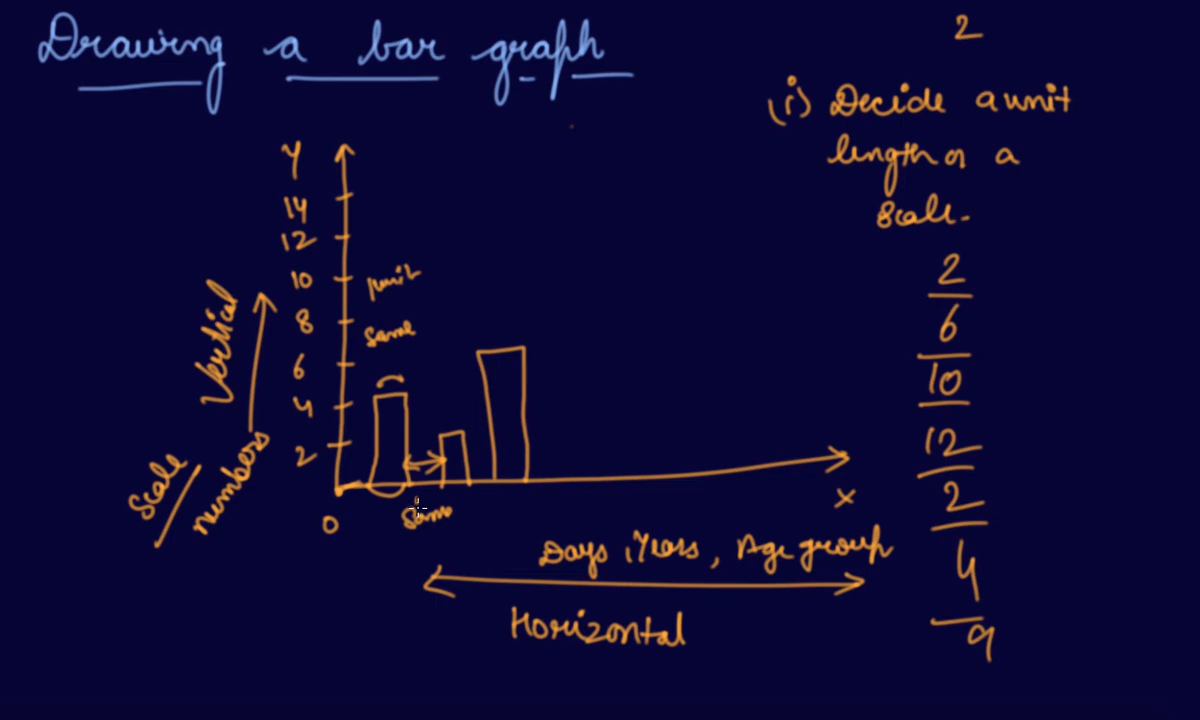 Drawing a bar graph
2
(i) Decide a unit
length or a
Scale.
Y
14
12
10
8
6
4
2
0
unit
Same
Same
X
Vertical
Scale /
numbers
Days, Years, Age group
Horizontal
2
6
10
12
2
4
9